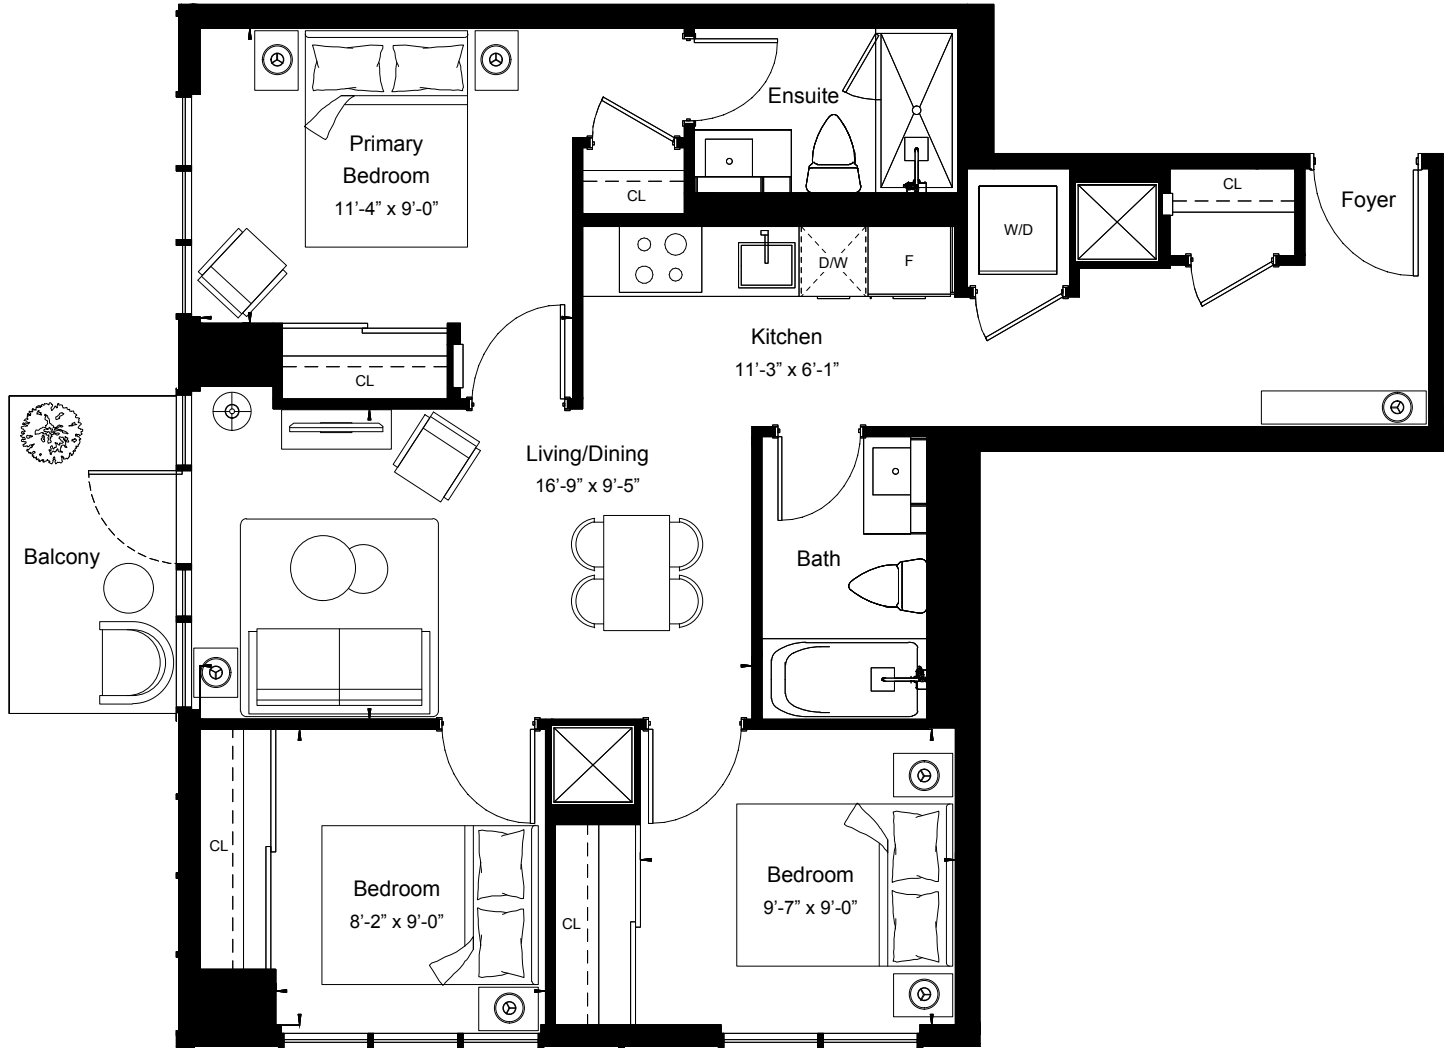 Ensuite
Primary
Bedroom
11'-4” x 9'-0”
CL
CL
Foyer
W/D
D/W
F
Kitchen
11'-3” x 6'-1”
CL
Living/Dining
16'-9” x 9'-5”
Balcony
Bath
CL
Bedroom
8'-2” x 9'-0”
Bedroom
9'-7” x 9'-0”
CL